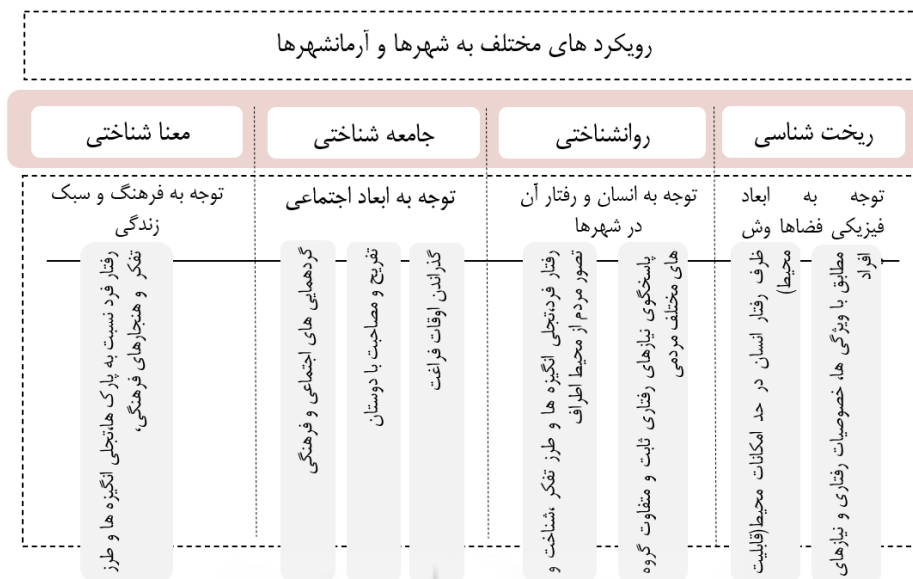 رویکرد های مختلف به شهرها و آرمانشهرها
ریخت شناسی
روانشناختی
جامعه شناختی
معنا شناختی
توجه به ابعاد
فیزیکی فضاها وش
توجه به انسان و رفتار آن
در شهرها
توجه به ابعاد اجتماعی
توجه به فرهنگ و سبک
زندگی
مطابق با ویژگی ها، خصوصیات رفتاری و نیازهای
افراد
ظرف رفتار انسان در حد امکانات محیط(قابلیت
محیط)
پاسخگوی نیازهای رفتاری ثابت و متفاوت گروه
های مختلف مردمی
رفتار فرد،تجلی انگیزه ها و طرز تفکر ،شناخت و
تصور مردم از محیط اطراف
گذراندن اوقات فراغت
تفریح و مصاحبت با دوستان
گردهمایی های اجتماعی و فرهنگی
رفتار فرد نسبت به پارک ها،تجلی انگیزه ها و طرز
تفکر و هنجارهای فرهنگی،